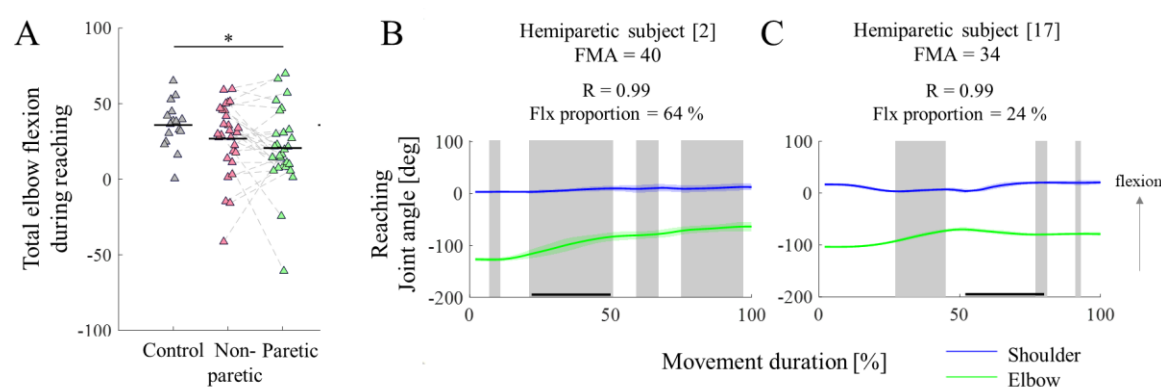 A
Total elbow flexion
during reaching
100
50
0
-50
-100
*
Control Non- Paretic
paretic
B
Hemiparetic subject [2]
FMA = 40
R = 0.99
Flx proportion = 64 %
Reaching
Joint angle [deg]
100
0
-100
-200
0 50 100
C
Hemiparetic subject [17]
FMA = 34
R = 0.99
Flx proportion = 24 %
100
0
-100
-200
0 50 100
flexion
Movement duration [%]
Shoulder
Elbow